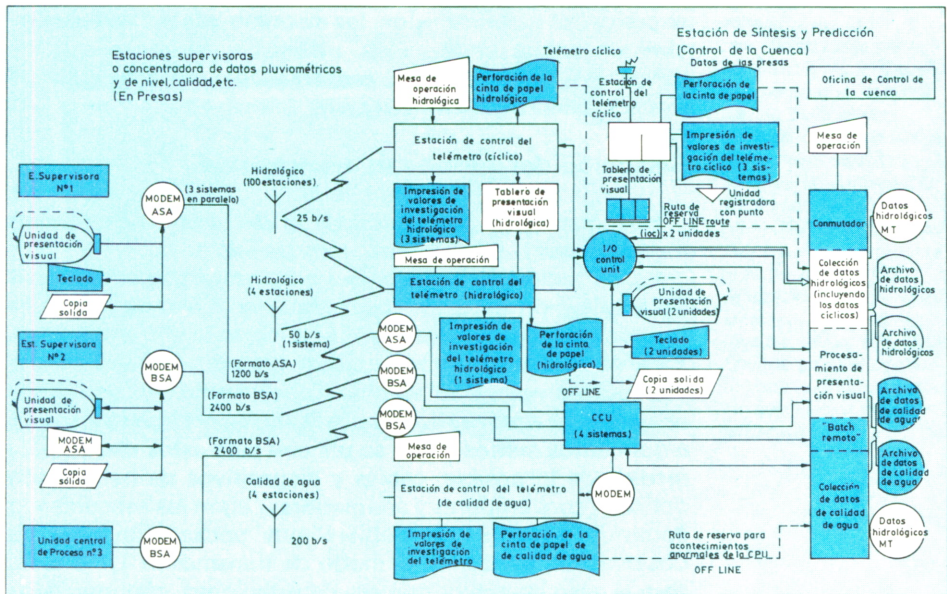 Estaciones supervisoras
o concentradora de datos pluviométricos
y de nivel, calidad, etc.
(En Presas)
Estación de Síntesis y Predicción
(Control de la Cuenca)
Datos de las presas
Telémetro cíclico
Mesa de
operación
hidrológica
Perforación de la
cinta de papel
hidrológica
Estación de
control del
telémetro
cíclico
Perforación de
la cinta de papel
Oficina de Control de
la cuenca
Mesa de
operación
Estación de control del
telémetro (cíclico)
Tablero de
presentación
visual
Impresión de
valores de investi-
gación del teléme-
tro cíclico (3 sis-
temas)
Unidad
registradora
con punto
E. Supervisora
Nº1
MODEM
ASA
(3 sistemas
en paralelo)
Hidrológico
(100 estaciones)
25 b/s
Impresión de
valores de
investigación
del telémetro
hidrológico
(3 sistemas)
Tablero de
presentación
visual
(hidrológica)
Ruta de
reserva
OFF LINE route
(ioc) x 2 unidades
I/O
control
unit
Conmutador
Datos
hidrológicos
MT
Unidad de
presentación
visual
Teclado
Copia
sólida
Mesa de operación
Estación de control del
telémetro (hidrológico)
Hidrológico
(4 estaciones)
50 b/s
(1 sistema)
Unidad de
presentación
visual (2 unidades)
Teclado
(2 unidades)
Copia solida
(2 unidades)
Colección
de datos
hidrológicos
(incluyendo
los datos
cíclicos)
Archivo
de datos
hidrológicos
Archivo
de datos
hidrológicos
Est. Supervisora
Nº2
MODEM
BSA
(Formato ASA)
1200 b/s
MODEM
ASA
Impresión de
valores de
investigación
del telémetro
hidrológico
(1 sistema)
Perforación
de la cinta
de papel
(hidrológica)
OFF LINE
Procesa-
miento de
presenta-
ción visual
Archivo
de datos
de calidad
de agua
Unidad de
presentación
visual
MODEM
ASA
Copia
sólida
(Formato BSA)
2400 b/s
MODEM
BSA
(Formato BSA)
2400 b/s
MODEM
BSA
Mesa de
operación
CCU
(4 sistemas)
"Batch
remoto"
Archivo
de datos
de calidad
de agua
Calidad de agua
(4 estaciones)
200 b/s
Estación de control del telémetro
(de calidad de agua)
MODEM
Colección
de datos
de calidad
de agua
Datos
hidrológicos
MT
Unidad central
de Proceso nº3
MODEM
BSA
Impresión de
valores de
investigación
del telémetro
Perforación de la
cinta de papel de
de calidad de agua
Ruta de reserva para
acontecimientos
anormales de la CPU
OFF LINE